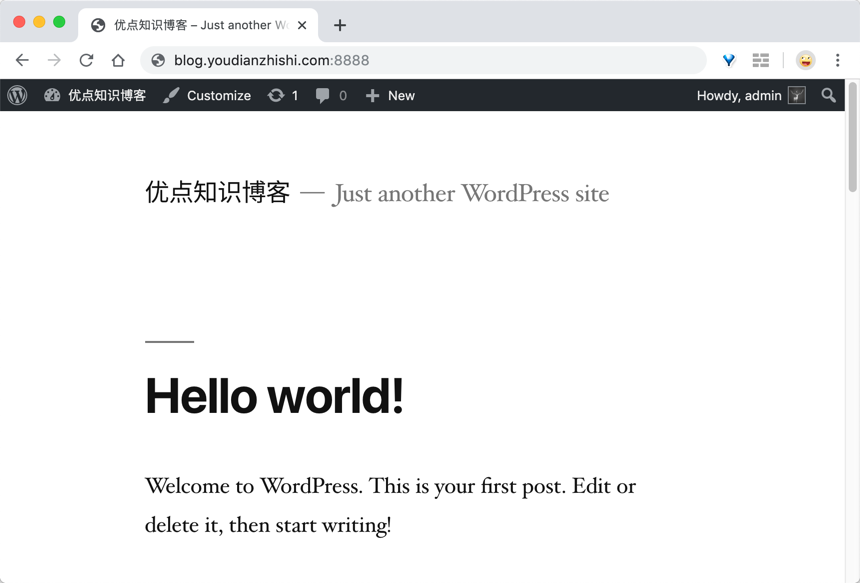 优点知识博客 – Just another W
blog.youdianzhishi.com:8888
优点知识博客 Customize 1 0 New Howdy, admin
优点知识博客 — Just another WordPress site
Hello world!
Welcome to WordPress. This is your first post. Edit or
delete it, then start writing!